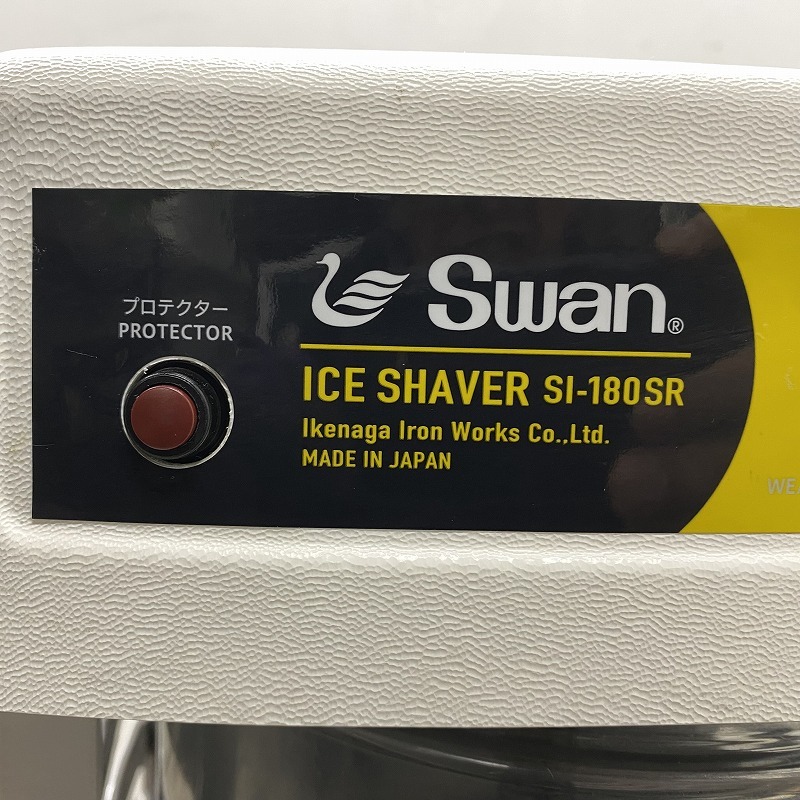 プロテクター
PROTECTOR
Swan®
ICE SHAVER SI-180SR
Ikenaga Iron Works Co.,Ltd.
MADE IN JAPAN